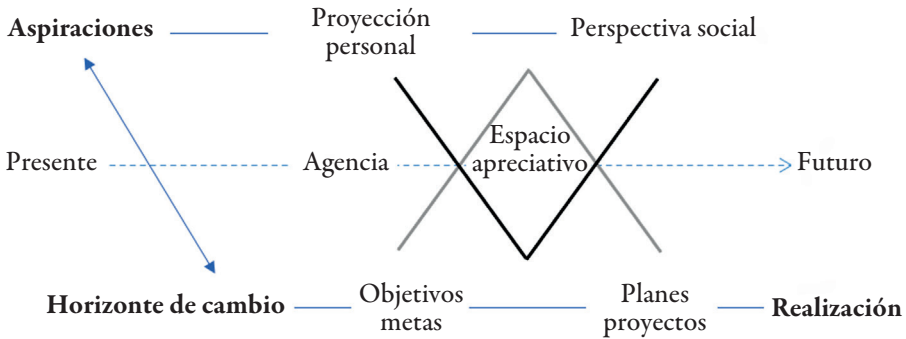 Aspiraciones
Proyección
personal
Perspectiva social
Presente
Agencia
Espacio
apreciativo
Futuro
Horizonte de cambio
Objetivos
metas
Planes
proyectos
Realización